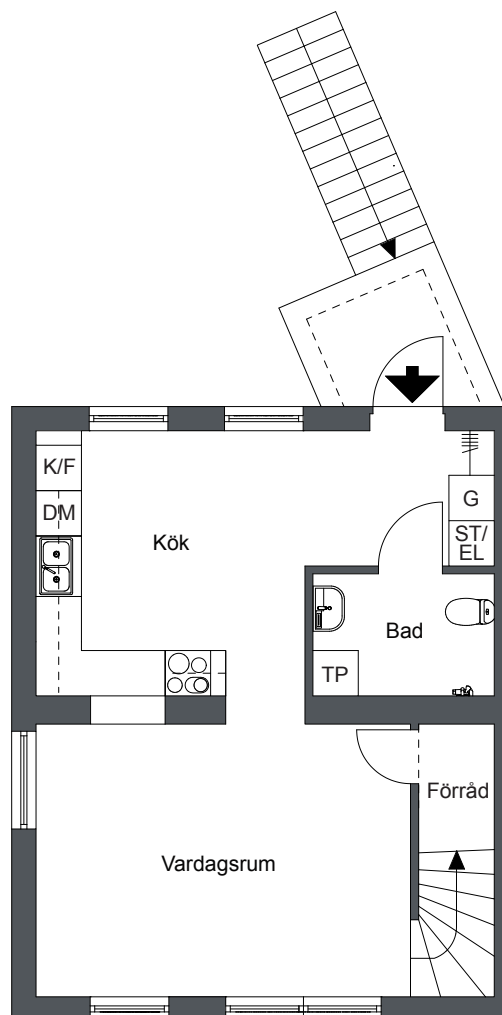 K/F
G
DM
ST/
EL
Kök
Bad
TP
Förråd
Vardagsrum